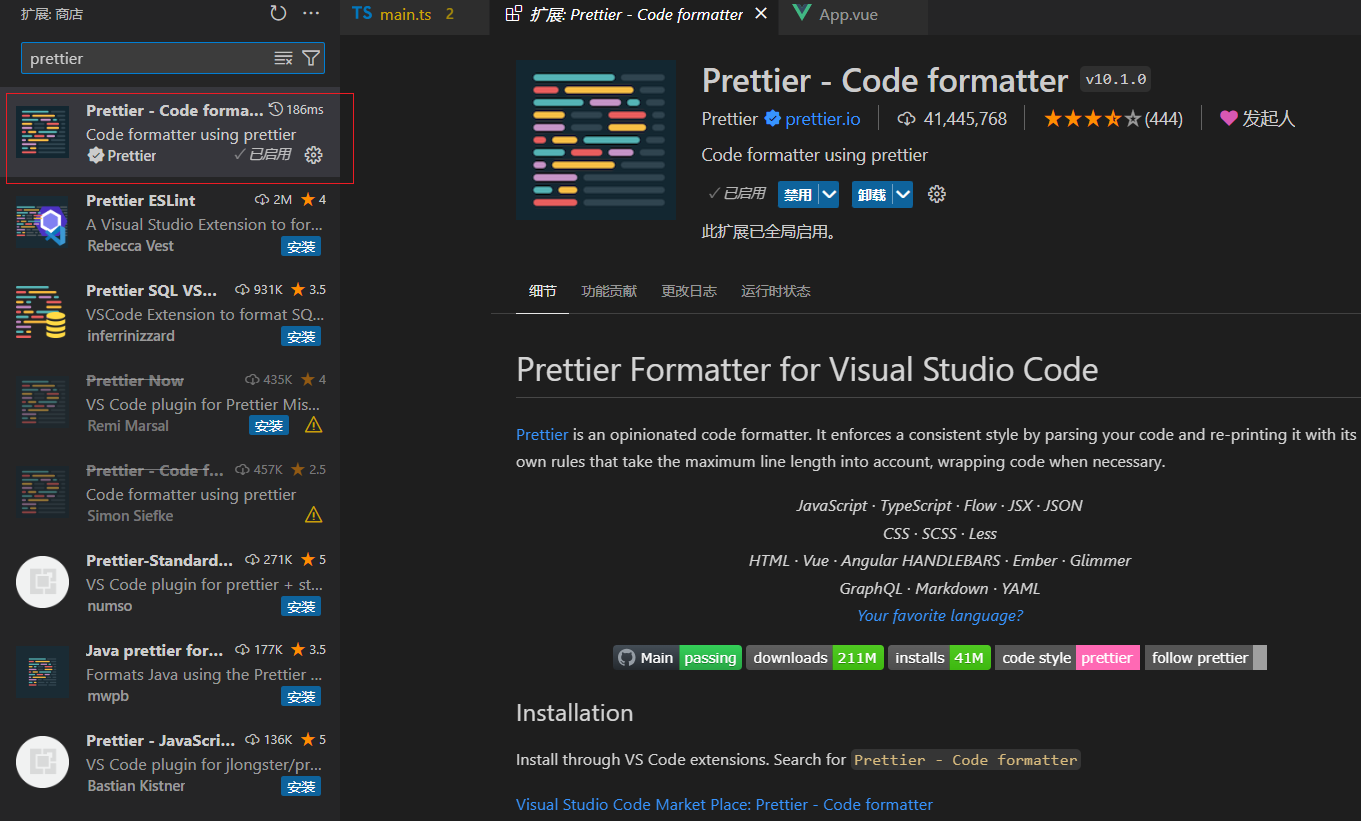 扩展: 商店
prettier
Prettier - Code forma... 186ms
Code formatter using prettier
Prettier 已启用
Prettier ESLint 2M 4
A Visual Studio Extension to for...
Rebecca Vest 安装
Prettier SQL VS... 931K 3.5
VSCode Extension to format SQ...
inferrinizzard 安装
Prettier Now 435K 4
VS Code plugin for Prettier Mis...
Remi Marsal 安装
Prettier - Code f... 457K 2.5
Code formatter using prettier
Simon Siefke
Prettier-Standard... 271K 5
VS Code plugin for prettier + st...
numso 安装
Java prettier for... 177K 3.5
Formats Java using the Prettier ...
mwpb 安装
Prettier - JavaScri... 136K 5
VS Code plugin for jlongster/pr...
Bastian Kistner 安装
TS main.ts 2 扩展: Prettier - Code formatter App.vue
Prettier - Code formatter v10.1.0
Prettier prettier.io 41,445,768 (444) 发起人
Code formatter using prettier
已启用 禁用 卸载
此扩展已全局启用。
细节 功能贡献 更改日志 运行时状态
Prettier Formatter for Visual Studio Code
Prettier is an opinionated code formatter. It enforces a consistent style by parsing your code and re-printing it with its
own rules that take the maximum line length into account, wrapping code when necessary.
JavaScript · TypeScript · Flow · JSX · JSON
CSS · SCSS · Less
HTML · Vue · Angular HANDLEBARS · Ember · Glimmer
GraphQL · Markdown · YAML
Your favorite language?
Main passing downloads 211M installs 41M code style prettier follow prettier
Installation
Install through VS Code extensions. Search for Prettier - Code formatter
Visual Studio Code Market Place: Prettier - Code formatter